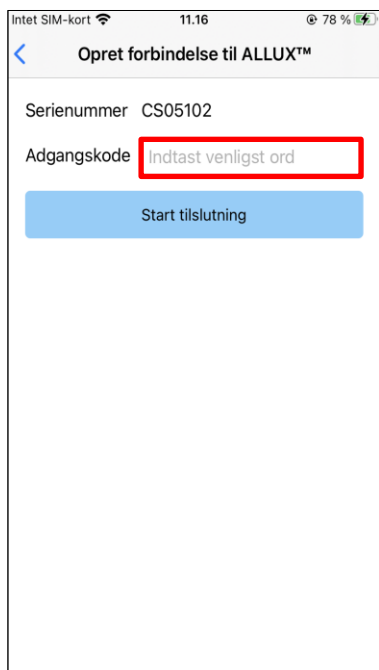 Intet SIM-kort 11.16 78 %
Opret forbindelse til ALLUX™
Serienummer CS05102
Adgangskode Indtast venligst ord
Start tilslutning